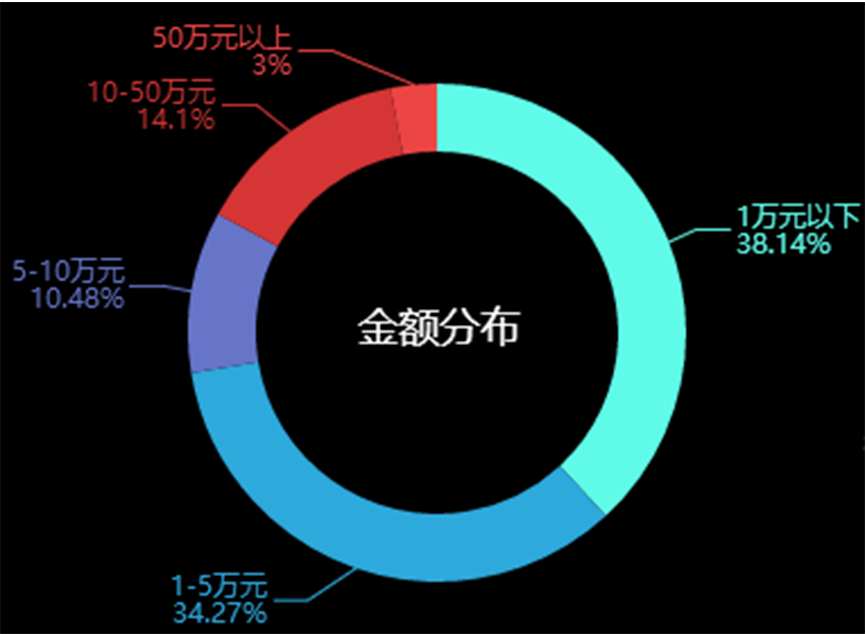 50万元以上
3%
10-50万元
14.1%
1万元以下
38.14%
5-10万元
10.48%
金额分布
1-5万元
34.27%